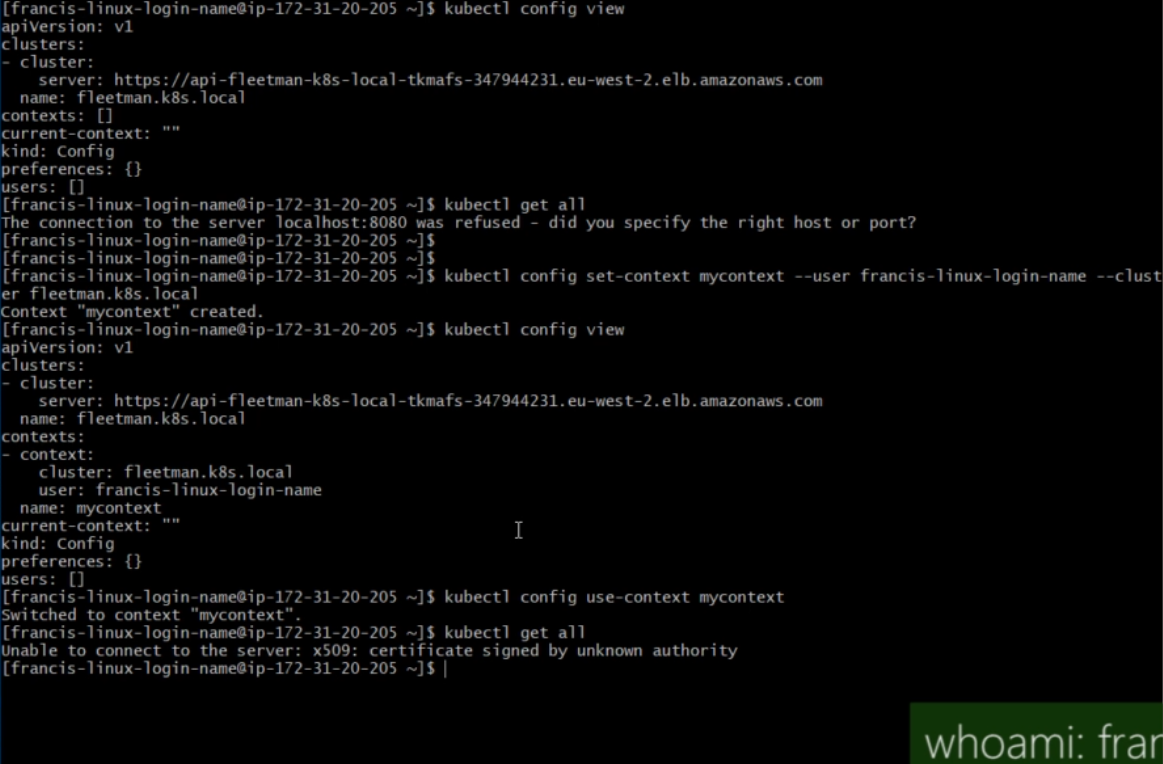 [francis-linux-login-name@ip-172-31-20-205 ~]$ kubectl config view
apiVersion: v1
clusters:
- cluster:
    server: https://api-fleetman-k8s-local-tkmafs-347944231.eu-west-2.elb.amazonaws.com
  name: fleetman.k8s.local
contexts: []
current-context: ""
kind: Config
preferences: {}
users: []
[francis-linux-login-name@ip-172-31-20-205 ~]$ kubectl get all
The connection to the server localhost:8080 was refused - did you specify the right host or port?
[francis-linux-login-name@ip-172-31-20-205 ~]$
[francis-linux-login-name@ip-172-31-20-205 ~]$
[francis-linux-login-name@ip-172-31-20-205 ~]$ kubectl config set-context mycontext --user francis-linux-login-name --clust
er fleetman.k8s.local
Context "mycontext" created.
[francis-linux-login-name@ip-172-31-20-205 ~]$ kubectl config view
apiVersion: v1
clusters:
- cluster:
    server: https://api-fleetman-k8s-local-tkmafs-347944231.eu-west-2.elb.amazonaws.com
  name: fleetman.k8s.local
contexts:
- context:
    cluster: fleetman.k8s.local
    user: francis-linux-login-name
  name: mycontext
current-context: ""
kind: Config
preferences: {}
users: []
[francis-linux-login-name@ip-172-31-20-205 ~]$ kubectl config use-context mycontext
Switched to context "mycontext".
[francis-linux-login-name@ip-172-31-20-205 ~]$ kubectl get all
Unable to connect to the server: x509: certificate signed by unknown authority
[francis-linux-login-name@ip-172-31-20-205 ~]$
whoami: fran